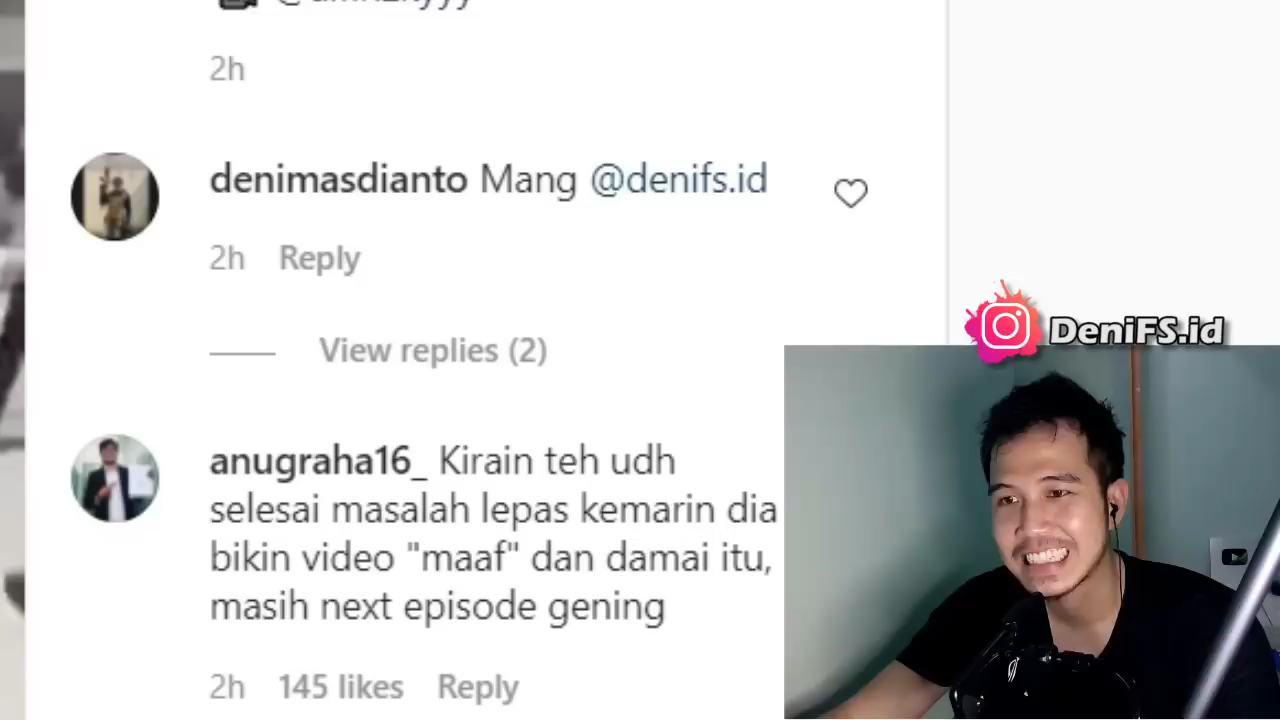 2h
denimasdianto Mang @denifs.id
2h Reply
View replies (2)
DeniFS.id
anugraha16_ Kirain teh udh
selesai masalah lepas kemarin dia
bikin video "maaf" dan damai itu,
masih next episode gening
2h 145 likes Reply